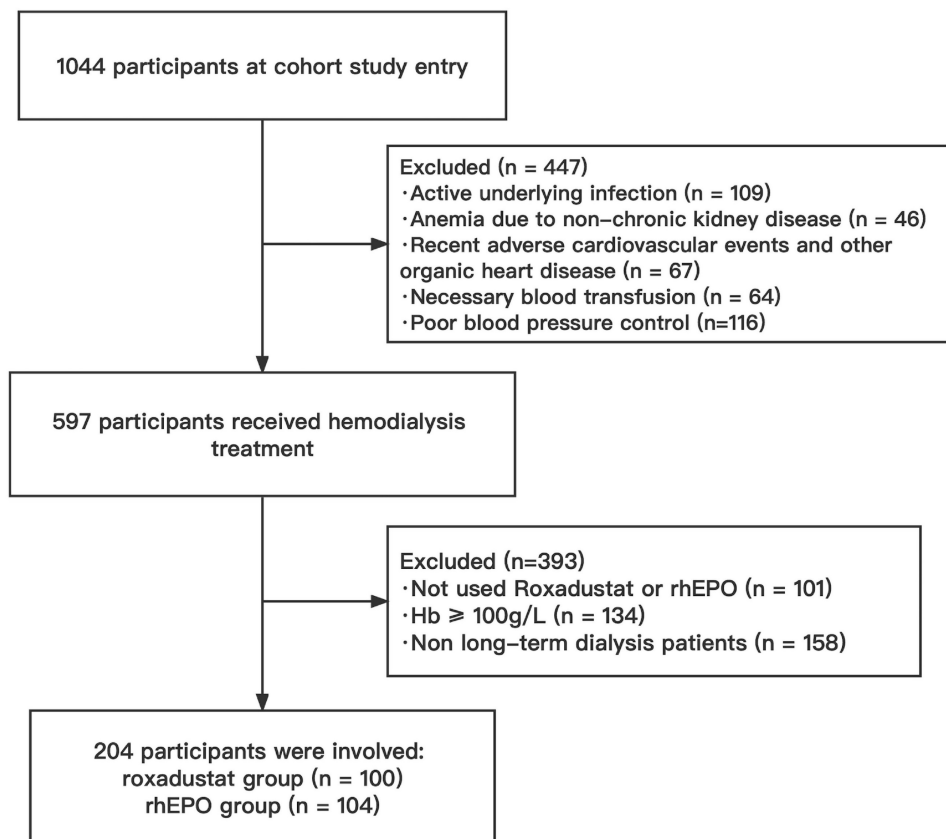 1044 participants at cohort study entry
Excluded (n = 447)
·Active underlying infection (n = 109)
·Anemia due to non–chronic kidney disease (n = 46)
·Recent adverse cardiovascular events and other
organic heart disease (n = 67)
·Necessary blood transfusion (n = 64)
·Poor blood pressure control (n=116)
597 participants received hemodialysis
treatment
Excluded (n=393)
·Not used Roxadustat or rhEPO (n = 101)
·Hb ≥ 100g/L (n = 134)
·Non long–term dialysis patients (n = 158)
204 participants were involved:
roxadustat group (n = 100)
rhEPO group (n = 104)